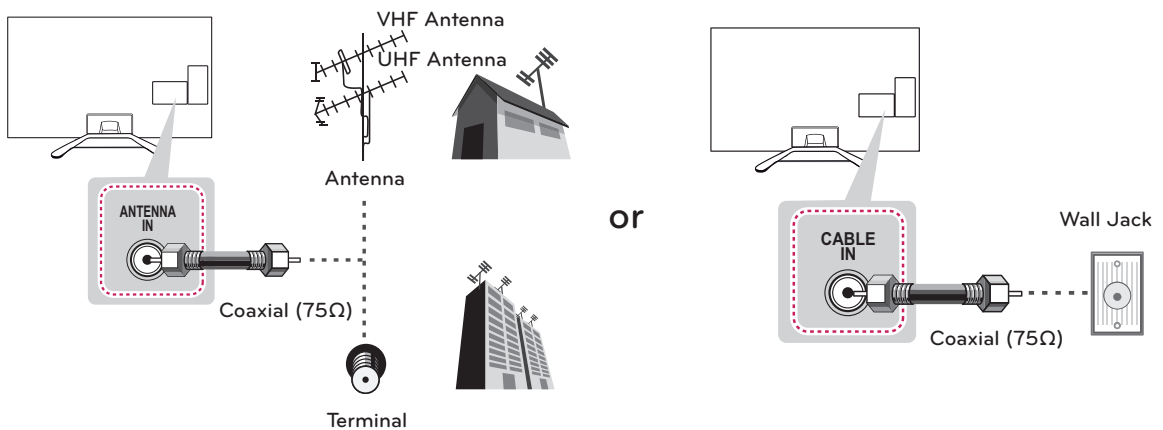 VHF Antenna
UHF Antenna
Antenna
ANTENNA
IN
Coaxial (75Ω)
Terminal
or
CABLE
IN
Coaxial (75Ω)
Wall Jack